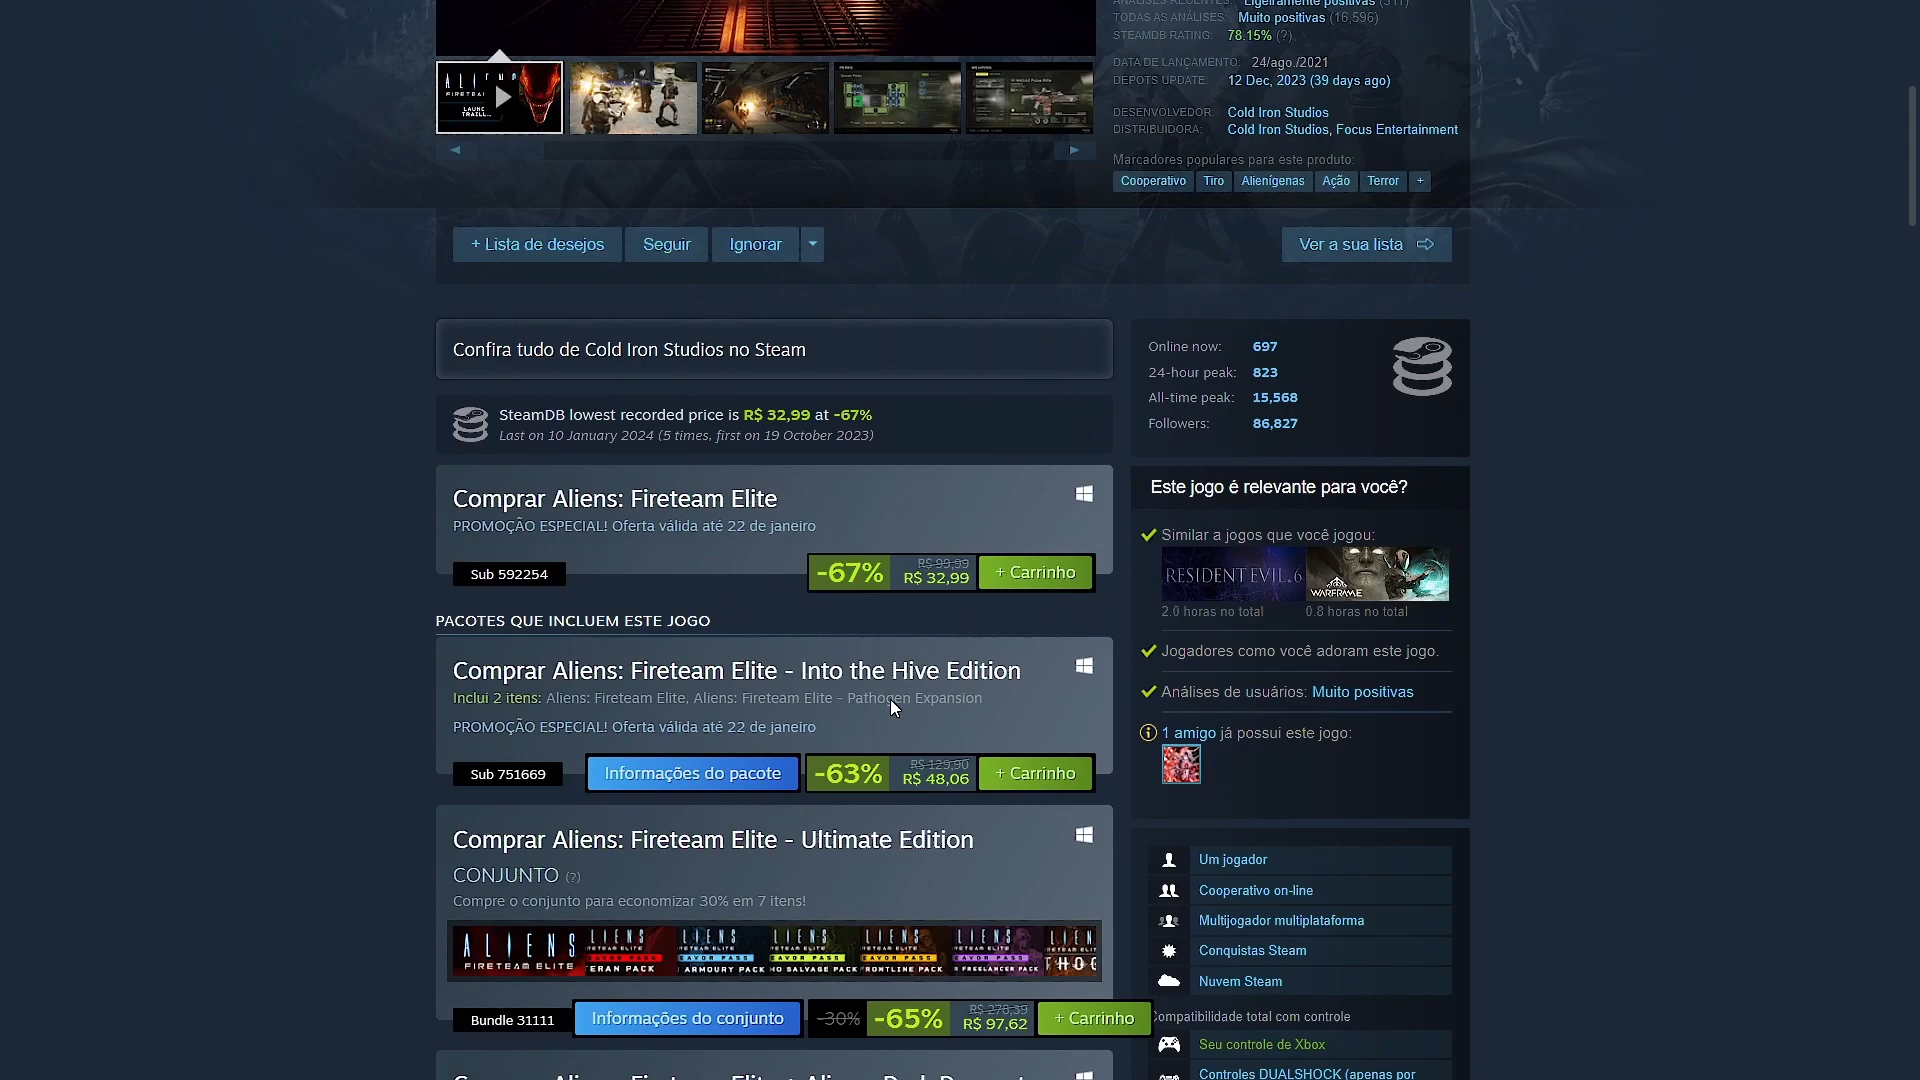 ANÁLISES RECENTES: Ligeiramente positivas (511)
TODAS AS ANÁLISES: Muito positivas (16,596)
STEAMDB RATING: 78.15% (?)
DATA DE LANÇAMENTO: 24/ago./2021
DEPOTS UPDATE: 12 Dec, 2023 (39 days ago)
DESENVOLVEDOR: Cold Iron Studios
DISTRIBUIDORA: Cold Iron Studios, Focus Entertainment
Marcadores populares para este produto:
Cooperativo Tiro Alienígenas Ação Terror +
ALIENS
+ Lista de desejos Seguir Ignorar
Ver a sua lista
Confira tudo de Cold Iron Studios no Steam
SteamDB lowest recorded price is R$ 32,99 at -67%
Last on 10 January 2024 (5 times, first on 19 October 2023)
Comprar Aliens: Fireteam Elite
PROMOÇÃO ESPECIAL! Oferta válida até 22 de janeiro
Sub 592254
-67% R$ 99,99 R$ 32,99 + Carrinho
PACOTES QUE INCLUEM ESTE JOGO
Comprar Aliens: Fireteam Elite - Into the Hive Edition
Inclui 2 itens: Aliens: Fireteam Elite, Aliens: Fireteam Elite - Pathogen Expansion
PROMOÇÃO ESPECIAL! Oferta válida até 22 de janeiro
Sub 751669
Informações do pacote
-63% R$ 129,90 R$ 48,06 + Carrinho
Comprar Aliens: Fireteam Elite - Ultimate Edition
CONJUNTO (?)
Compre o conjunto para economizar 30% em 7 itens!
ALIENS
FIRETEAM ELITE
Bundle 31111
Informações do conjunto
-30% -65% R$ 278,39 R$ 97,62 + Carrinho
Online now: 697
24-hour peak: 823
All-time peak: 15,568
Followers: 86,827
Este jogo é relevante para você?
Similar a jogos que você jogou:
RESIDENT EVIL 6
WARFRAME
2.0 horas no total 0.8 horas no total
Jogadores como você adoram este jogo.
Análises de usuários: Muito positivas
1 amigo já possui este jogo:
Um jogador
Cooperativo on-line
Multijogador multiplataforma
Conquistas Steam
Nuvem Steam
Compatibilidade total com controle
Seu controle de Xbox
Controles DUALSHOCK (apenas por